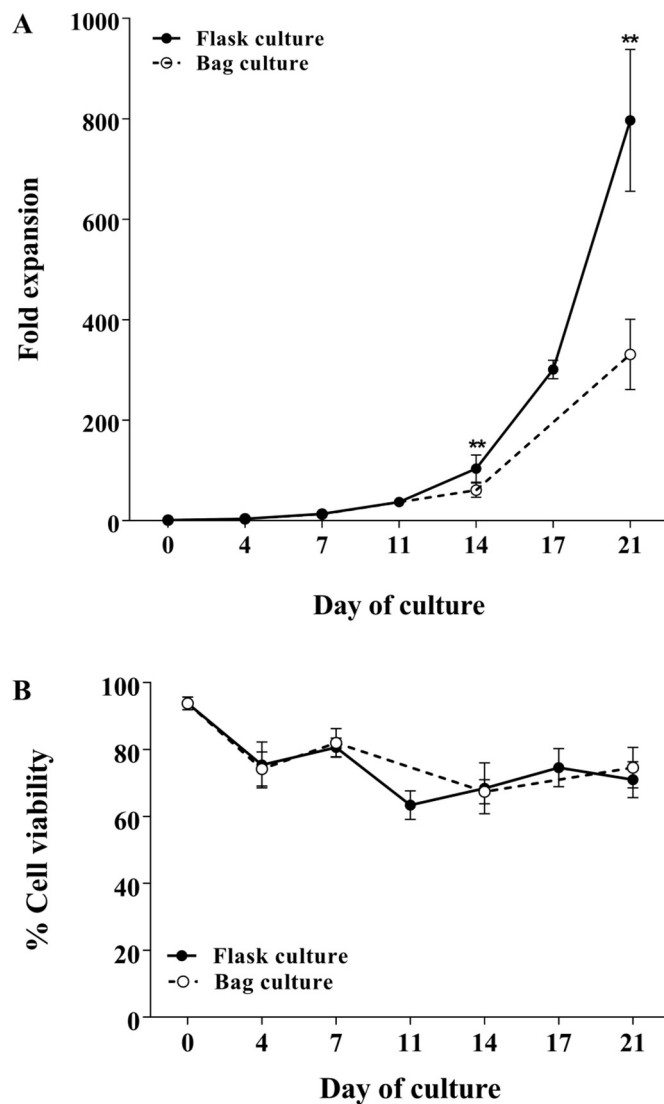 A
1000
800
600
400
200
0
Fold expansion
Flask culture
Bag culture
**
**
0 4 7 11 14 17 21
Day of culture
B
100
80
60
40
20
0
% Cell viability
Flask culture
Bag culture
0 4 7 11 14 17 21
Day of culture